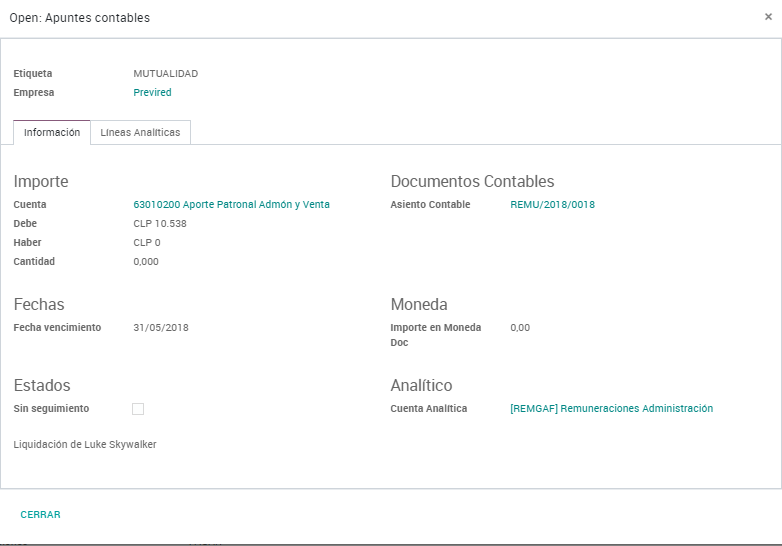 Open: Apuntes contables ×
Etiqueta MUTUALIDAD
Empresa Previred
Información Líneas Analíticas
Importe Documentos Contables
Cuenta 63010200 Aporte Patronal Admón y Venta Asiento Contable REMU/2018/0018
Debe CLP 10.538
Haber CLP 0
Cantidad 0,000
Fechas Moneda
Fecha vencimiento 31/05/2018 Importe en Moneda 0,00
Doc
Estados Analítico
Sin seguimiento Cuenta Analítica [REMGAF] Remuneraciones Administración
Liquidación de Luke Skywalker
CERRAR